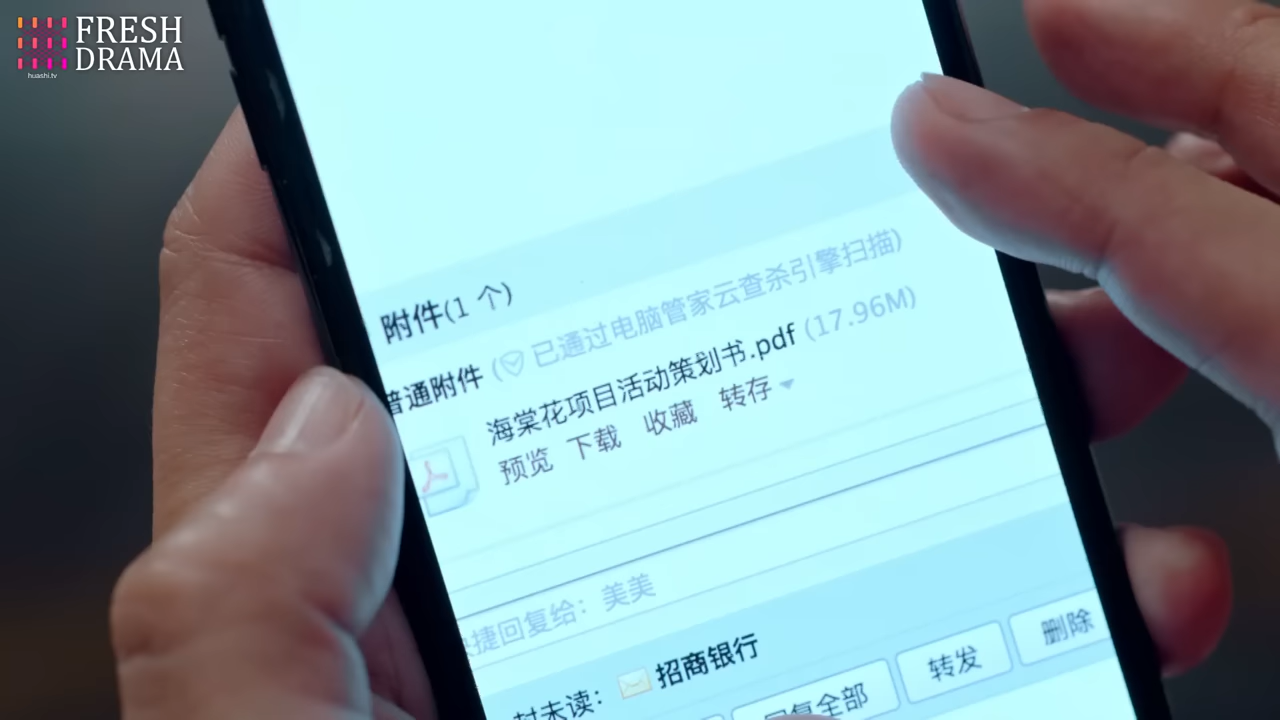 FRESH
DRAMA
huashi.tv
附件(1 个)
普通附件 (已通过电脑管家云查杀引擎扫描)
海棠花项目活动策划书.pdf (17.96M)
预览 下载 收藏 转存
捷回复给：美美
封未读： 招商银行
回复全部 转发 删除